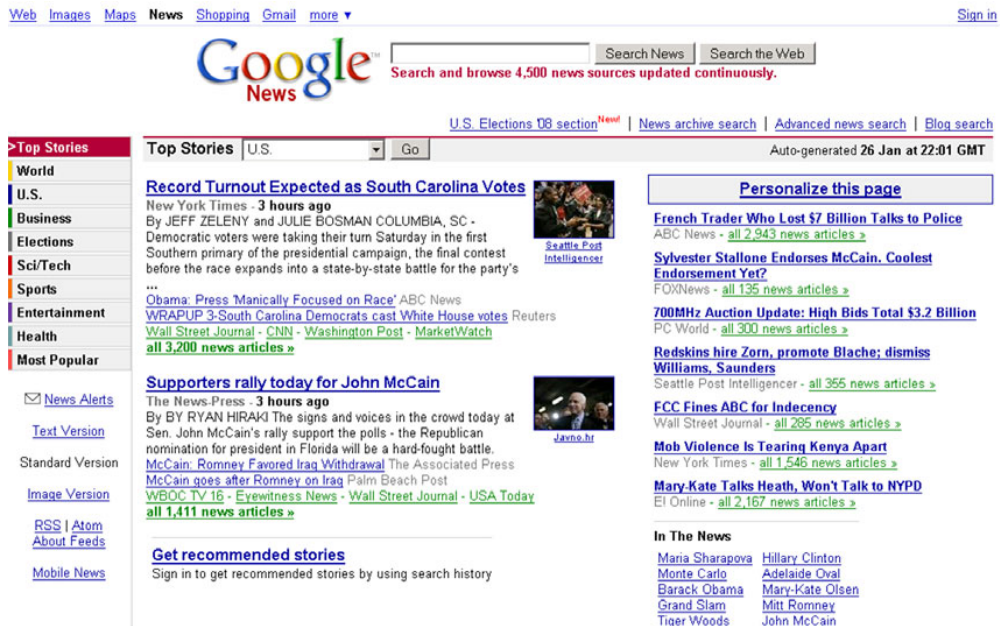 Web Images Maps News Shopping Gmail more ▼
Sign in
Google™
News
Search News Search the Web
Search and browse 4,500 news sources updated continuously.
U.S. Elections '08 section New! | News archive search | Advanced news search | Blog search
>Top Stories
World
U.S.
Business
Elections
Sci/Tech
Sports
Entertainment
Health
Most Popular
News Alerts
Text Version
Standard Version
Image Version
RSS | Atom
About Feeds
Mobile News
Top Stories U.S. Go
Auto-generated 26 Jan at 22:01 GMT
Record Turnout Expected as South Carolina Votes
New York Times - 3 hours ago
By JEFF ZELENY and JULIE BOSMAN COLUMBIA, SC -
Democratic voters were taking their turn Saturday in the first
Southern primary of the presidential campaign, the final contest
before the race expands into a state-by-state battle for the party's
...
Obama: Press 'Manically Focused on Race' ABC News
WRAPUP 3-South Carolina Democrats cast White House votes Reuters
Wall Street Journal - CNN - Washington Post - MarketWatch
all 3,200 news articles »
Seattle Post
Intelligencer
Supporters rally today for John McCain
The News-Press - 3 hours ago
By BY RYAN HIRAKI The signs and voices in the crowd today at
Sen. John McCain's rally support the polls - the Republican
nomination for president in Florida will be a hard-fought battle.
McCain: Romney Favored Iraq Withdrawal The Associated Press
McCain goes after Romney on Iraq Palm Beach Post
WBOC TV 16 - Eyewitness News - Wall Street Journal - USA Today
all 1,411 news articles »
Javno.hr
Get recommended stories
Sign in to get recommended stories by using search history
Personalize this page
French Trader Who Lost $7 Billion Talks to Police
ABC News - all 2,943 news articles »
Sylvester Stallone Endorses McCain. Coolest
Endorsement Yet?
FOXNews - all 135 news articles »
700MHz Auction Update: High Bids Total $3.2 Billion
PC World - all 300 news articles »
Redskins hire Zorn, promote Blache; dismiss
Williams, Saunders
Seattle Post Intelligencer - all 355 news articles »
FCC Fines ABC for Indecency
Wall Street Journal - all 285 news articles »
Mob Violence Is Tearing Kenya Apart
New York Times - all 1,546 news articles »
Mary-Kate Talks Heath, Won't Talk to NYPD
E! Online - all 2,167 news articles »
In The News
Maria Sharapova Hillary Clinton
Monte Carlo Adelaide Oval
Barack Obama Mary-Kate Olsen
Grand Slam Mitt Romney
Tiger Woods John McCain